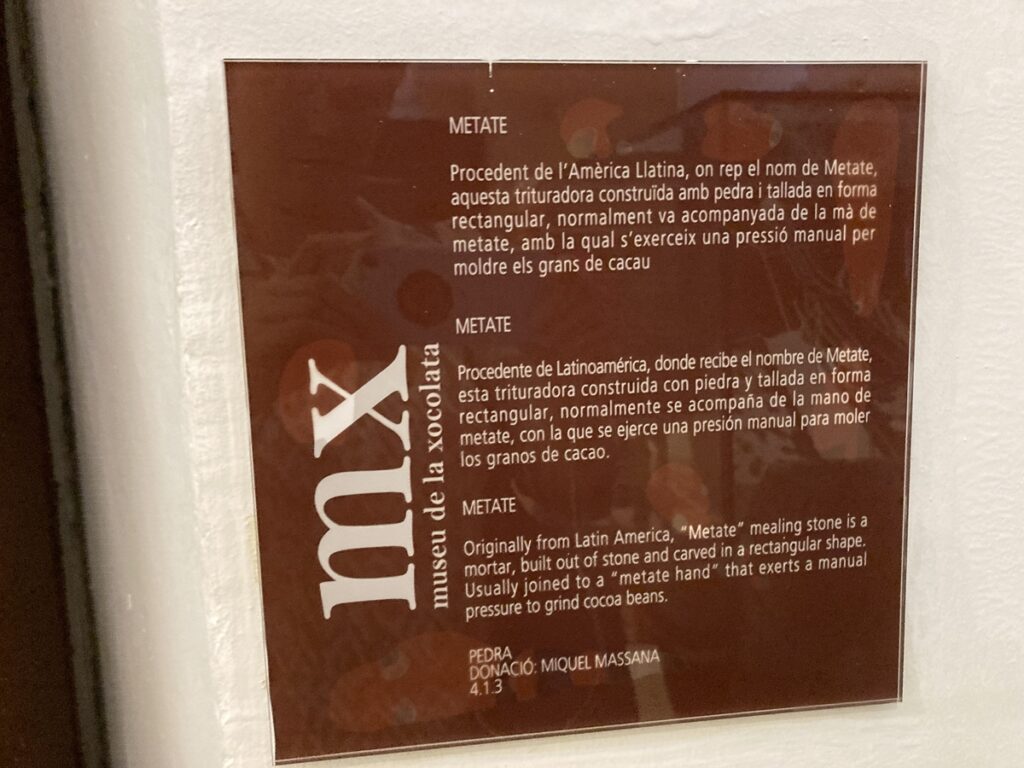 mx
museu de la xocolata
METATE
Procedent de l'Amèrica Llatina, on rep el nom de Metate,
aquesta trituradora construïda amb pedra i tallada en forma
rectangular, normalment va acompanyada de la mà de
metate, amb la qual s'exerceix una pressió manual per
moldre els grans de cacau
METATE
Procedente de Latinoamérica, donde recibe el nombre de Metate,
esta trituradora construida con piedra y tallada en forma
rectangular, normalmente se acompaña de la mano de
metate, con la que se ejerce una presión manual para moler
los granos de cacao.
METATE
Originally from Latin America, "Metate" mealing stone is a
mortar, built out of stone and carved in a rectangular shape.
Usually joined to a "metate hand" that exerts a manual
pressure to grind cocoa beans.
PEDRA
DONACIÓ: MIQUEL MASSANA
4.1.3